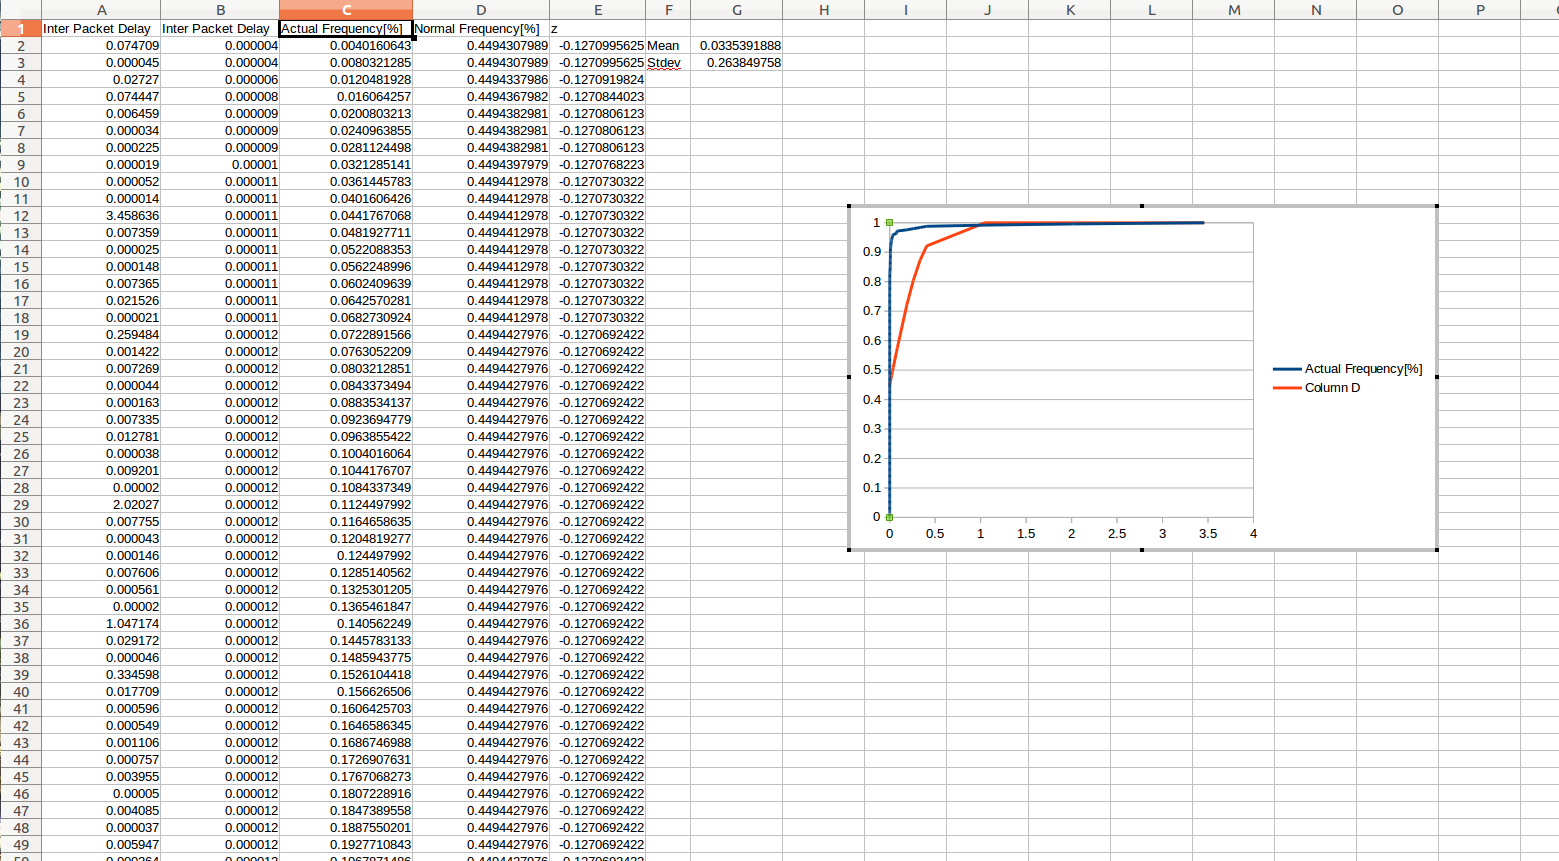 A B C D E F G H I J K L M N O P
1 Inter Packet Delay Inter Packet Delay Actual Frequency[%] Normal Frequency[%] z
2 0.074709 0.000004 0.0040160643 0.4494307989 -0.1270995625 Mean 0.0335391888
3 0.000045 0.000004 0.0080321285 0.4494307989 -0.1270995625 Stdev 0.263849758
4 0.02727 0.000006 0.0120481928 0.4494337986 -0.1270919824
5 0.074447 0.000008 0.016064257 0.4494367982 -0.1270844023
6 0.006459 0.000009 0.0200803213 0.4494382981 -0.1270806123
7 0.000034 0.000009 0.0240963855 0.4494382981 -0.1270806123
8 0.000225 0.000009 0.0281124498 0.4494382981 -0.1270806123
9 0.000019 0.00001 0.0321285141 0.4494397979 -0.1270768223
10 0.000052 0.000011 0.0361445783 0.4494412978 -0.1270730322
11 0.000014 0.000011 0.0401606426 0.4494412978 -0.1270730322
12 3.458636 0.000011 0.0441767068 0.4494412978 -0.1270730322
13 0.007359 0.000011 0.0481927711 0.4494412978 -0.1270730322
14 0.000025 0.000011 0.0522088353 0.4494412978 -0.1270730322
15 0.000148 0.000011 0.0562248996 0.4494412978 -0.1270730322
16 0.007365 0.000011 0.0602409639 0.4494412978 -0.1270730322
17 0.021526 0.000011 0.0642570281 0.4494412978 -0.1270730322
18 0.000021 0.000011 0.0682730924 0.4494412978 -0.1270730322
19 0.259484 0.000012 0.0722891566 0.4494427976 -0.1270692422
20 0.001422 0.000012 0.0763052209 0.4494427976 -0.1270692422
21 0.007269 0.000012 0.0803212851 0.4494427976 -0.1270692422
22 0.000044 0.000012 0.0843373494 0.4494427976 -0.1270692422
23 0.000163 0.000012 0.0883534137 0.4494427976 -0.1270692422
24 0.007335 0.000012 0.0923694779 0.4494427976 -0.1270692422
25 0.012781 0.000012 0.0963855422 0.4494427976 -0.1270692422
26 0.000038 0.000012 0.1004016064 0.4494427976 -0.1270692422
27 0.009201 0.000012 0.1044176707 0.4494427976 -0.1270692422
28 0.00002 0.000012 0.1084337349 0.4494427976 -0.1270692422
29 2.02027 0.000012 0.1124497992 0.4494427976 -0.1270692422
30 0.007755 0.000012 0.1164658635 0.4494427976 -0.1270692422
31 0.000043 0.000012 0.1204819277 0.4494427976 -0.1270692422
32 0.000146 0.000012 0.124497992 0.4494427976 -0.1270692422
33 0.007606 0.000012 0.1285140562 0.4494427976 -0.1270692422
34 0.000561 0.000012 0.1325301205 0.4494427976 -0.1270692422
35 0.00002 0.000012 0.1365461847 0.4494427976 -0.1270692422
36 1.047174 0.000012 0.140562249 0.4494427976 -0.1270692422
37 0.029172 0.000012 0.1445783133 0.4494427976 -0.1270692422
38 0.000046 0.000012 0.1485943775 0.4494427976 -0.1270692422
39 0.334598 0.000012 0.1526104418 0.4494427976 -0.1270692422
40 0.017709 0.000012 0.156626506 0.4494427976 -0.1270692422
41 0.000596 0.000012 0.1606425703 0.4494427976 -0.1270692422
42 0.000549 0.000012 0.1646586345 0.4494427976 -0.1270692422
43 0.001106 0.000012 0.1686746988 0.4494427976 -0.1270692422
44 0.000757 0.000012 0.1726907631 0.4494427976 -0.1270692422
45 0.003955 0.000012 0.1767068273 0.4494427976 -0.1270692422
46 0.00005 0.000012 0.1807228916 0.4494427976 -0.1270692422
47 0.004085 0.000012 0.1847389558 0.4494427976 -0.1270692422
48 0.000037 0.000012 0.1887550201 0.4494427976 -0.1270692422
49 0.005947 0.000012 0.1927710843 0.4494427976 -0.1270692422
1
0.9
0.8
0.7
0.6
0.5
0.4
0.3
0.2
0.1
0
0 0.5 1 1.5 2 2.5 3 3.5 4
Actual Frequency[%]
Column D